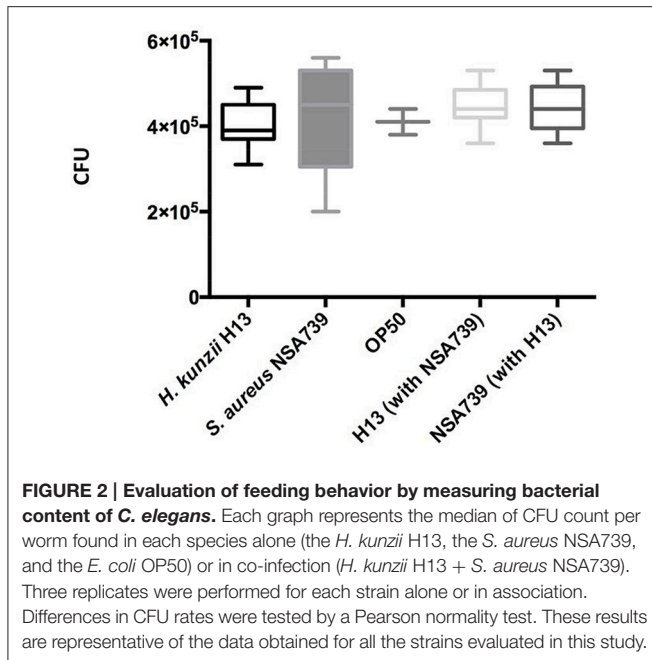 6×10⁵
4×10⁵
2×10⁵
0
CFU
H. kunzii H13
S. aureus NSA739
OP50
H13 (with NSA739)
NSA739 (with H13)
FIGURE 2 | Evaluation of feeding behavior by measuring bacterial
content of C. elegans. Each graph represents the median of CFU count per
worm found in each species alone (the H. kunzii H13, the S. aureus NSA739,
and the E. coli OP50) or in co-infection (H. kunzii H13 + S. aureus NSA739).
Three replicates were performed for each strain alone or in association.
Differences in CFU rates were tested by a Pearson normality test. These results
are representative of the data obtained for all the strains evaluated in this study.